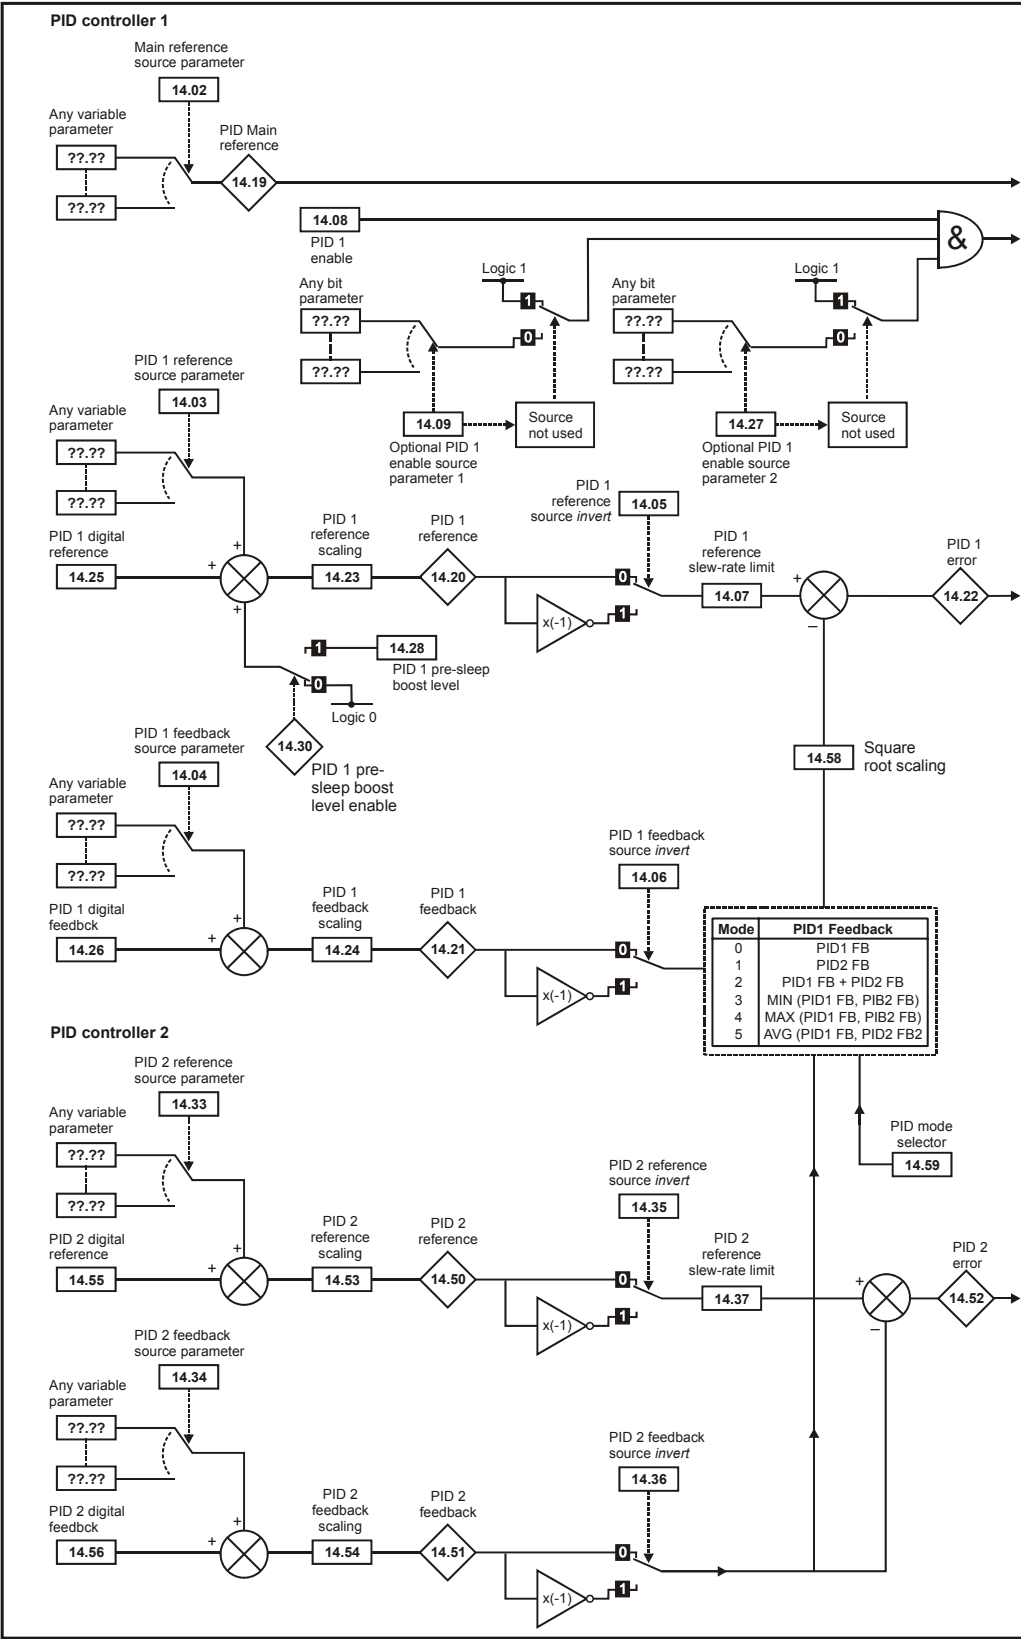 PID controller 1
Main reference
source parameter
14.02
Any variable
parameter
??.??
??.??
PID Main
reference
14.19
14.08
PID 1
enable
&
Logic 1
1
0
Any bit
parameter
??.??
??.??
14.09
Optional PID 1
enable source
parameter 1
Source
not used
Logic 1
1
0
Any bit
parameter
??.??
??.??
14.27
Optional PID 1
enable source
parameter 2
Source
not used
PID 1 reference
source parameter
14.03
Any variable
parameter
??.??
??.??
PID 1 digital
reference
14.25
+
+
+
PID 1
reference
scaling
14.23
PID 1
reference
14.20
PID 1
reference
source invert
14.05
0
1
x(-1)
PID 1
reference
slew-rate limit
14.07
+
–
PID 1
error
14.22
1
0
14.28
PID 1 pre-sleep
boost level
Logic 0
14.30
PID 1 pre-
sleep boost
level enable
14.58
Square
root scaling
PID 1 feedback
source parameter
14.04
Any variable
parameter
??.??
??.??
PID 1 digital
feedbck
14.26
+
+
PID 1
feedback
scaling
14.24
PID 1
feedback
14.21
PID 1 feedback
source invert
14.06
0
1
x(-1)
Mode PID1 Feedback
0 PID1 FB
1 PID2 FB
2 PID1 FB + PID2 FB
3 MIN (PID1 FB, PIB2 FB)
4 MAX (PID1 FB, PIB2 FB)
5 AVG (PID1 FB, PID2 FB2
PID mode
selector
14.59
PID controller 2
PID 2 reference
source parameter
14.33
Any variable
parameter
??.??
??.??
PID 2 digital
reference
14.55
+
+
PID 2
reference
scaling
14.53
PID 2
reference
14.50
PID 2 reference
source invert
14.35
0
1
x(-1)
PID 2
reference
slew-rate limit
14.37
+
–
PID 2
error
14.52
PID 2 feedback
source parameter
14.34
Any variable
parameter
??.??
??.??
PID 2 digital
feedbck
14.56
+
+
PID 2
feedback
scaling
14.54
PID 2
feedback
14.51
PID 2 feedback
source invert
14.36
0
1
x(-1)